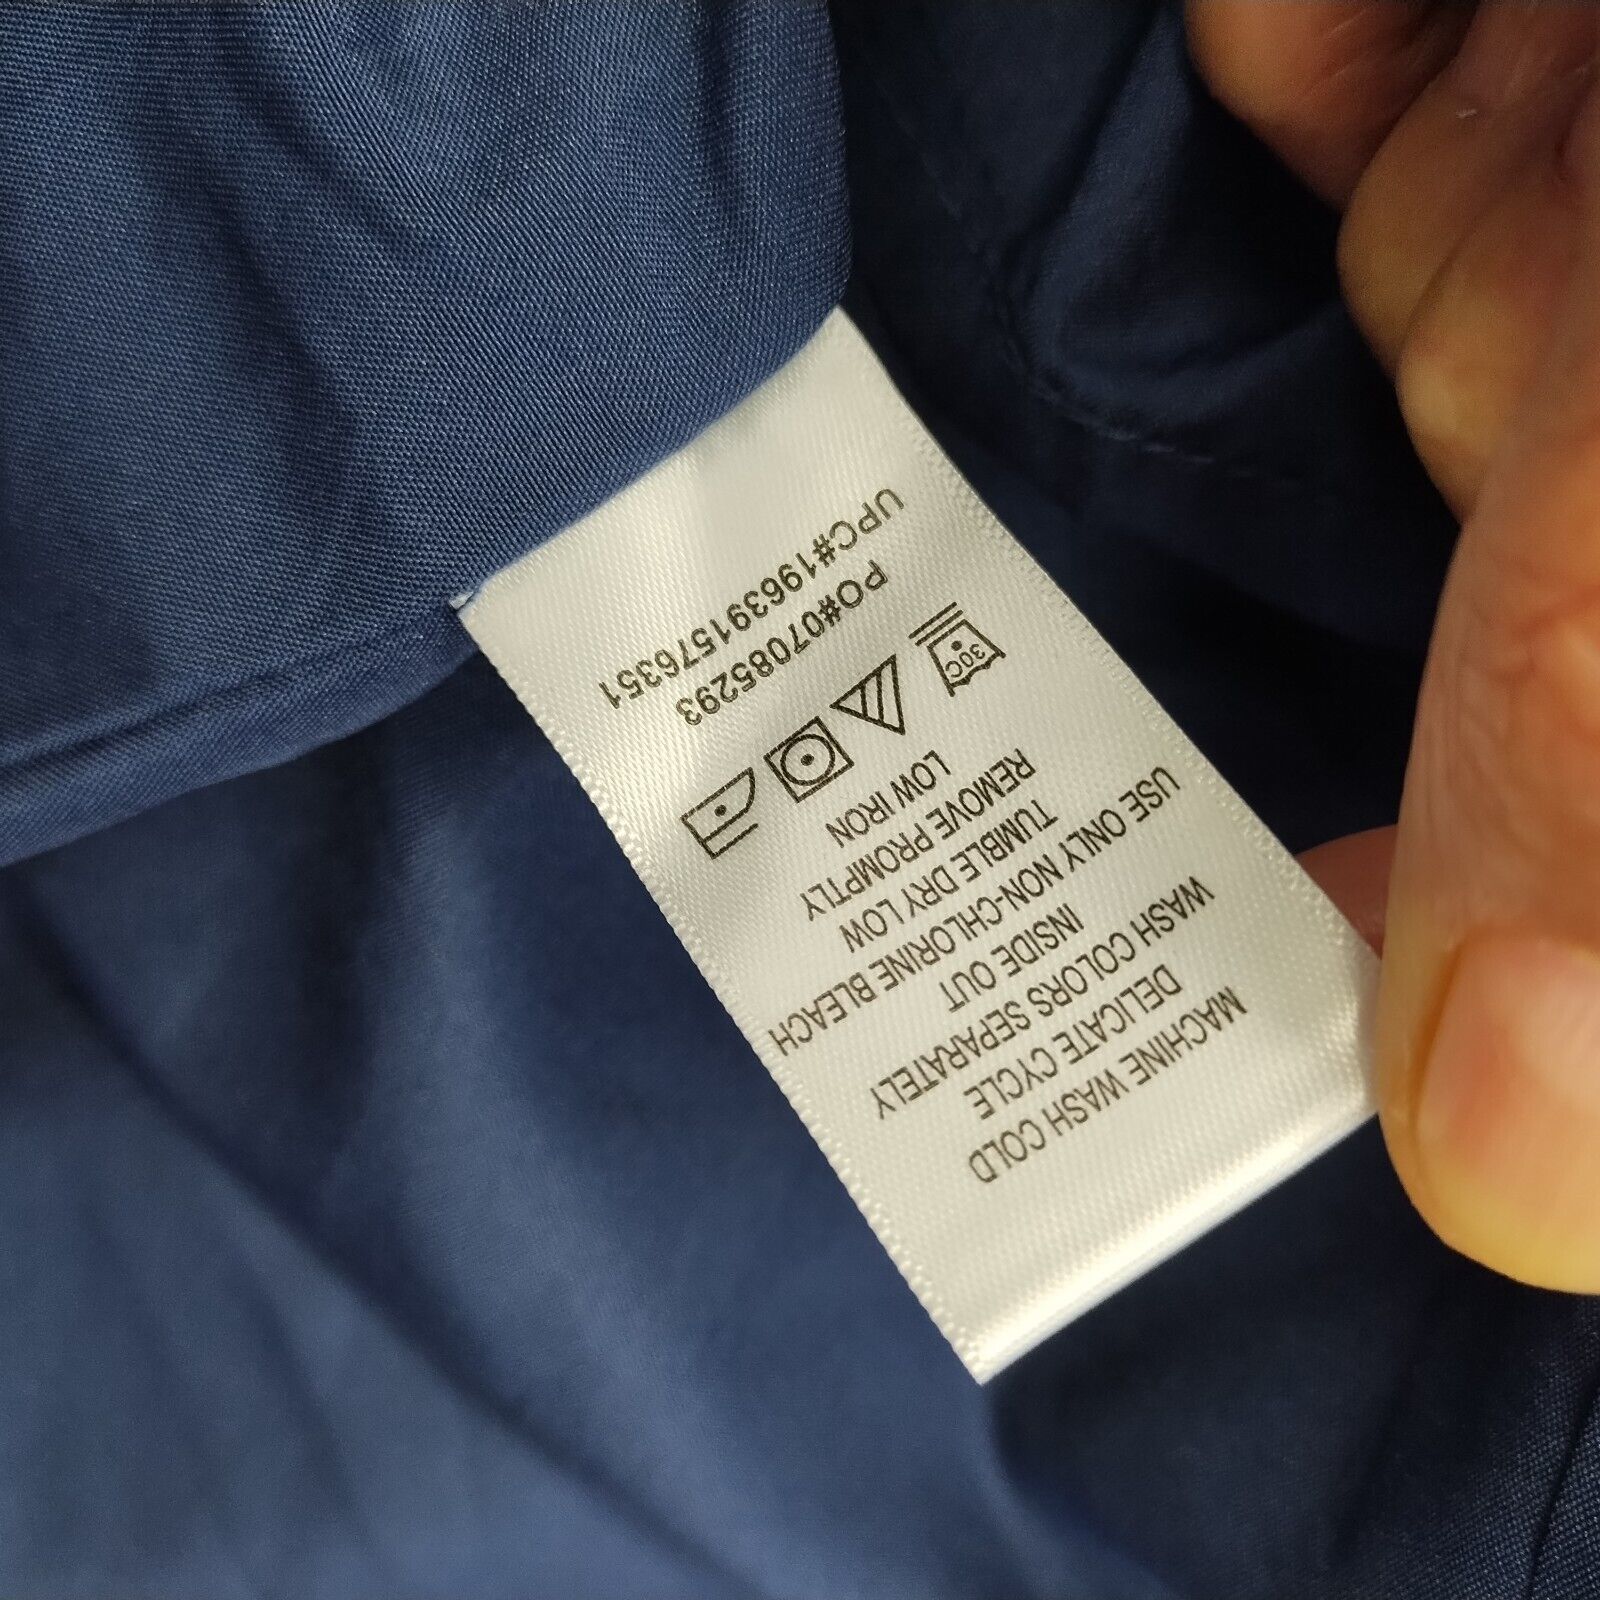 MACHINE WASH COLD
DELICATE CYCLE
WASH COLORS SEPARATELY
INSIDE OUT
USE ONLY NON-CHLORINE BLEACH
TUMBLE DRY LOW
REMOVE PROMPTLY
LOW IRON
30C
PO#07085293
UPC#196391576351